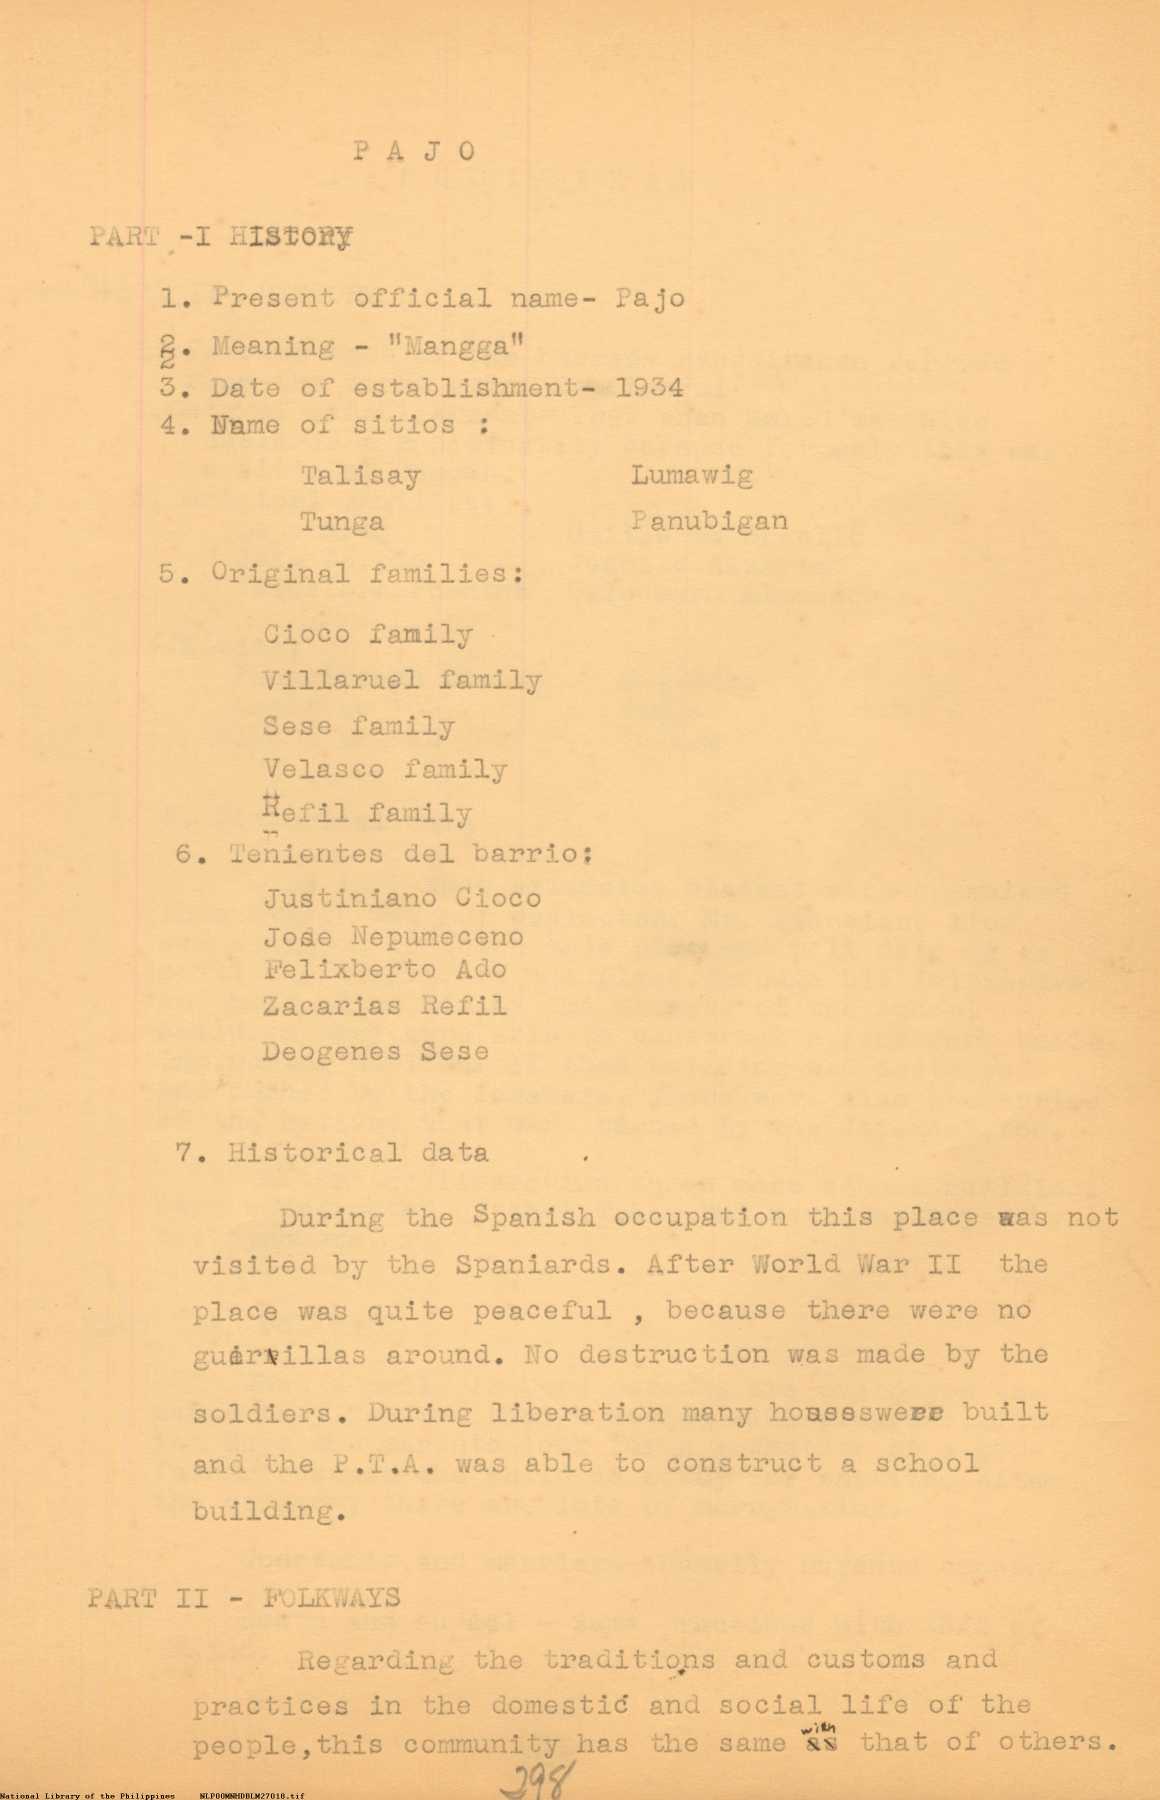 P A J O
PART -I HIstory
1. Present official name- Pajo
2. Meaning - "Mangga"
3. Date of establishment- 1934
4. Name of sitios :
Talisay Lumawig
Tunga Panubigan
5. Original families:
Cioco family
Villaruel family
Sese family
Velasco family
Refil family
6. Tenientes del barrio:
Justiniano Cioco
Jose Nepumeceno
Felixberto Ado
Zacarias Refil
Deogenes Sese
7. Historical data
During the Spanish occupation this place was not
visited by the Spaniards. After World War II the
place was quite peaceful , because there were no
guerrillas around. No destruction was made by the
soldiers. During liberation many houseswere built
and the P.T.A. was able to construct a school
building.
PART II - FOLKWAYS
Regarding the traditions and customs and
practices in the domestic and social life of the
people,this community has the same with that of others.
298
National Library of the Philippines NLPOOMNHDBLM27018.tif